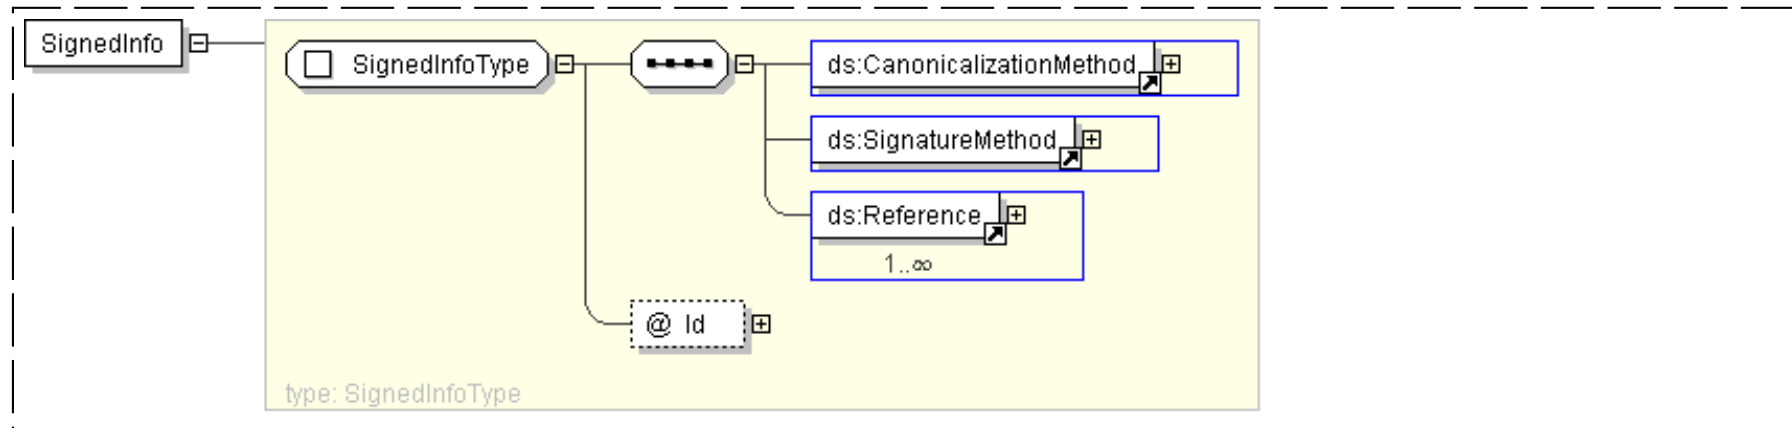 SignedInfo
SignedInfoType
ds:CanonicalizationMethod
ds:SignatureMethod
ds:Reference
1..∞
@ Id
type: SignedInfoType